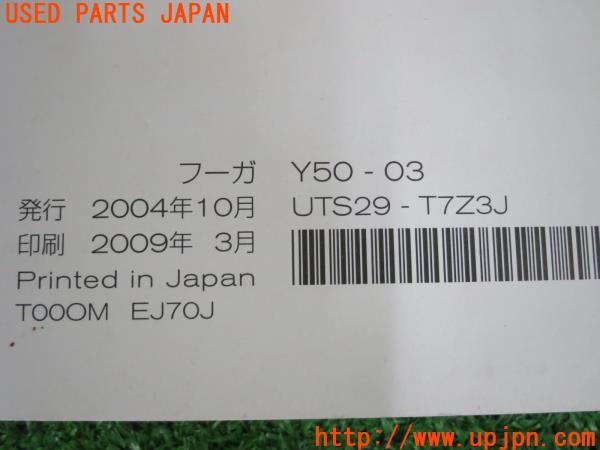 USED PARTS JAPAN
フーガ Y50 - 03
発行 2004年10月 UTS29 - T7Z3J
印刷 2009年 3月
Printed in Japan
T00OM EJ70J
http://www.upjpn.com